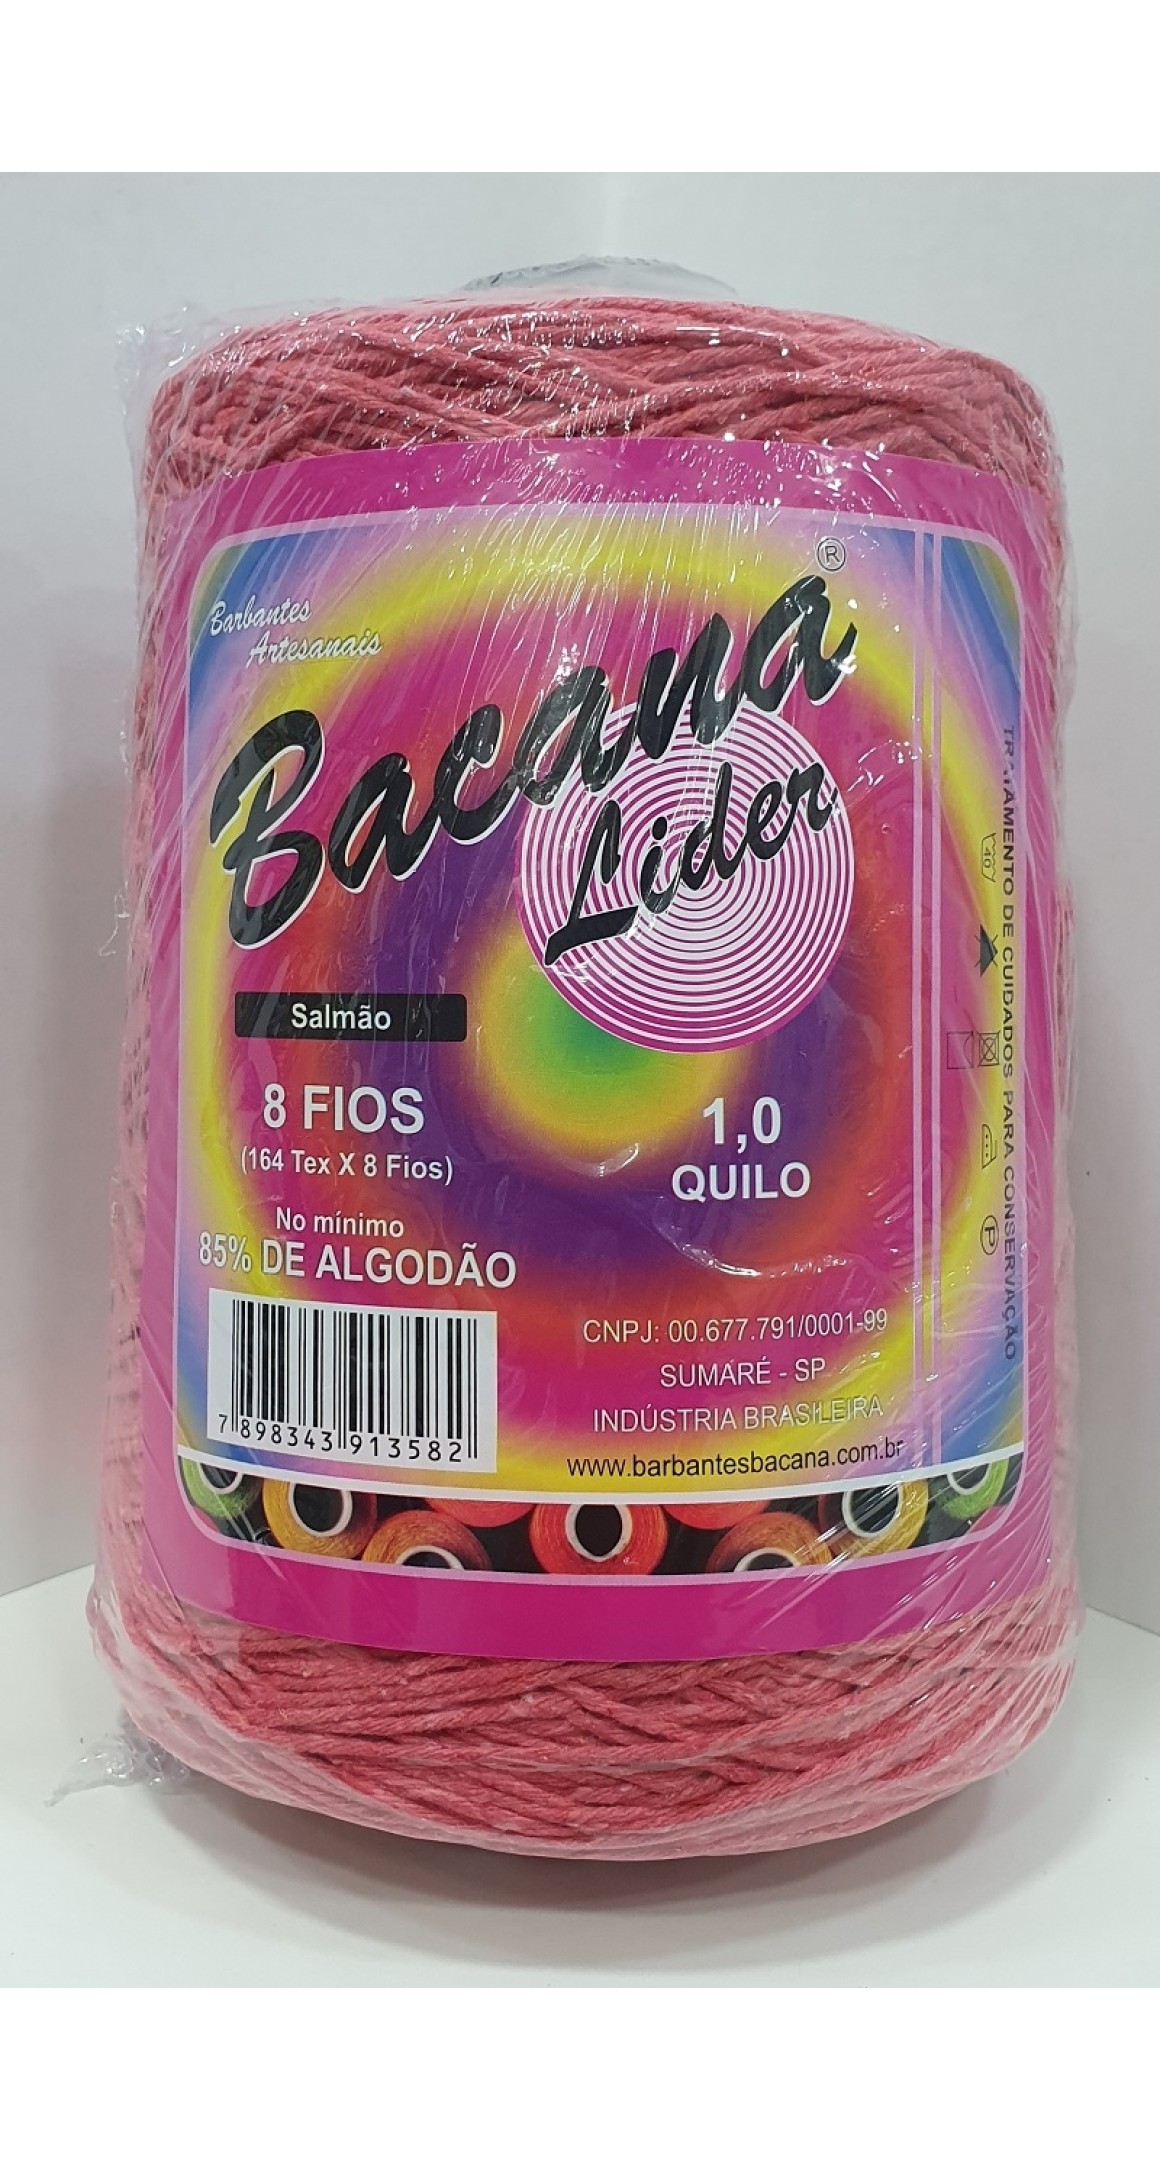 Barbantes
Artesanais
Bacana®
Lider
Salmão
8 FIOS
(164 Tex X 8 Fios)
No mínimo
85% DE ALGODÃO
7 898343 913582
1,0
QUILO
CNPJ: 00.677.791/0001-99
SUMARÉ - SP
INDÚSTRIA BRASILEIRA
www.barbantesbacana.com.br
TRATAMENTO DE CUIDADOS PARA CONSERVAÇÃO
40
P